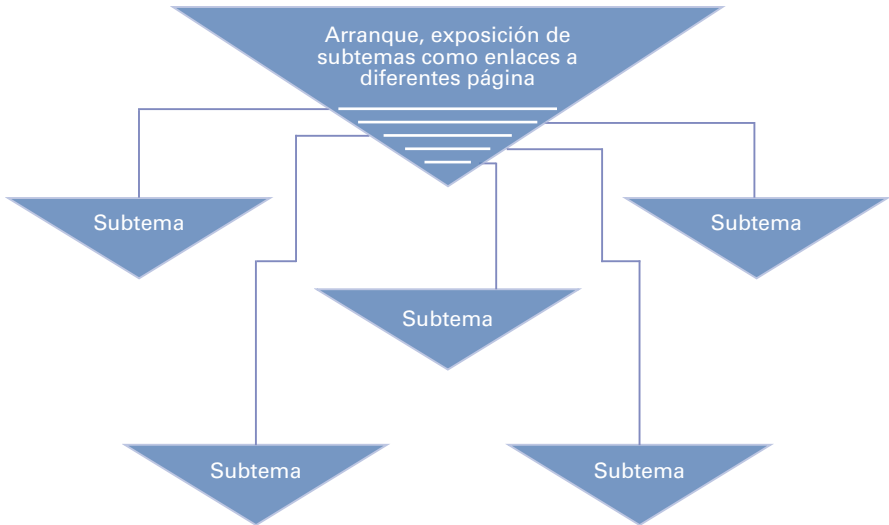 Arranque, exposición de
subtemas como enlaces a
diferentes página
Subtema
Subtema
Subtema
Subtema
Subtema